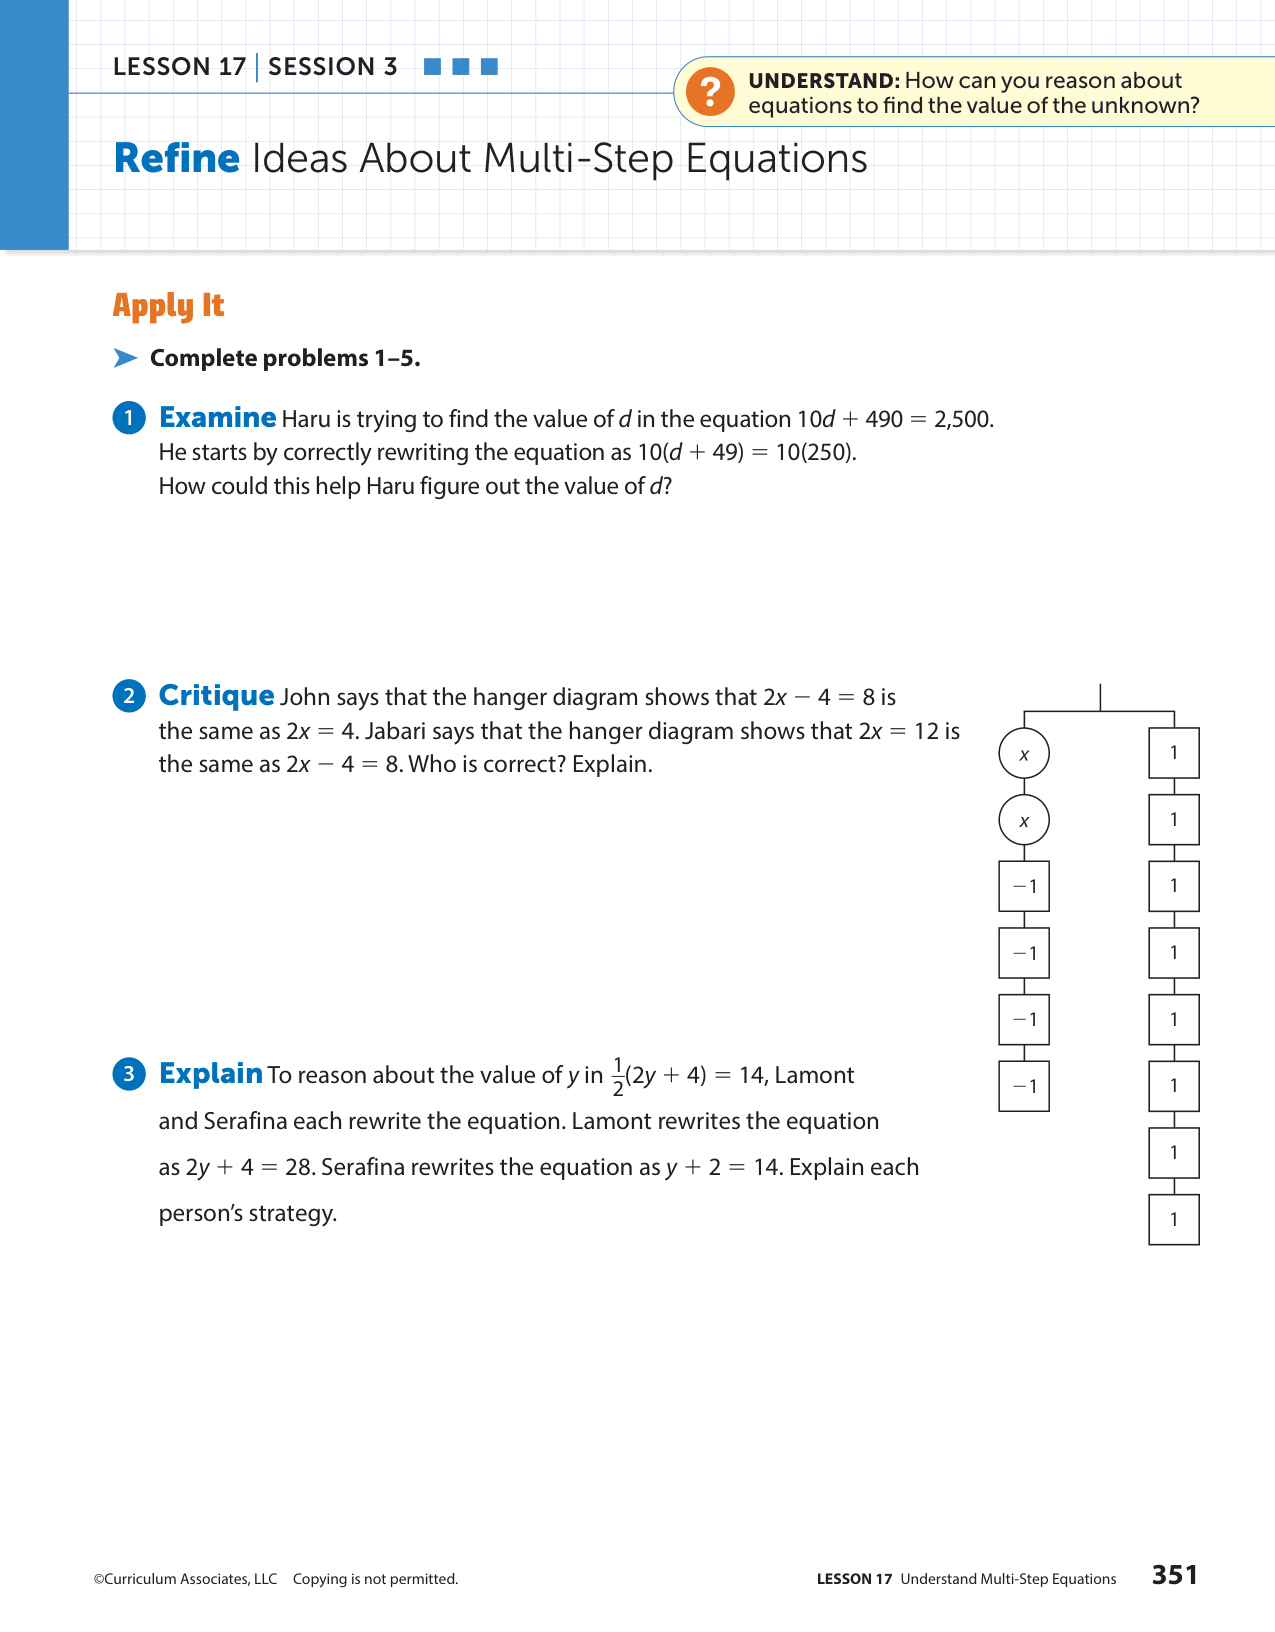 LESSON 17 | SESSION 3
? UNDERSTAND: How can you reason about
equations to find the value of the unknown?
Refine Ideas About Multi-Step Equations
Apply It
Complete problems 1–5.
1 Examine Haru is trying to find the value of d in the equation 10d + 490 = 2,500.
He starts by correctly rewriting the equation as 10(d + 49) = 10(250).
How could this help Haru figure out the value of d?
2 Critique John says that the hanger diagram shows that 2x − 4 = 8 is
the same as 2x = 4. Jabari says that the hanger diagram shows that 2x = 12 is
the same as 2x − 4 = 8. Who is correct? Explain.
x 1
x 1
−1 1
−1 1
−1 1
−1 1
1
1
3 Explain To reason about the value of y in 1/2(2y + 4) = 14, Lamont
and Serafina each rewrite the equation. Lamont rewrites the equation
as 2y + 4 = 28. Serafina rewrites the equation as y + 2 = 14. Explain each
person's strategy.
©Curriculum Associates, LLC Copying is not permitted.
LESSON 17 Understand Multi-Step Equations 351